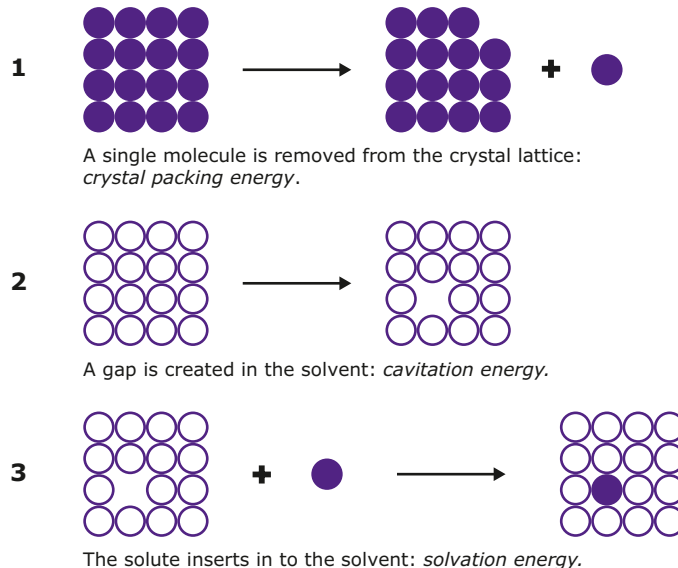 1
A single molecule is removed from the crystal lattice:
crystal packing energy.
2
A gap is created in the solvent: cavitation energy.
3
The solute inserts in to the solvent: solvation energy.